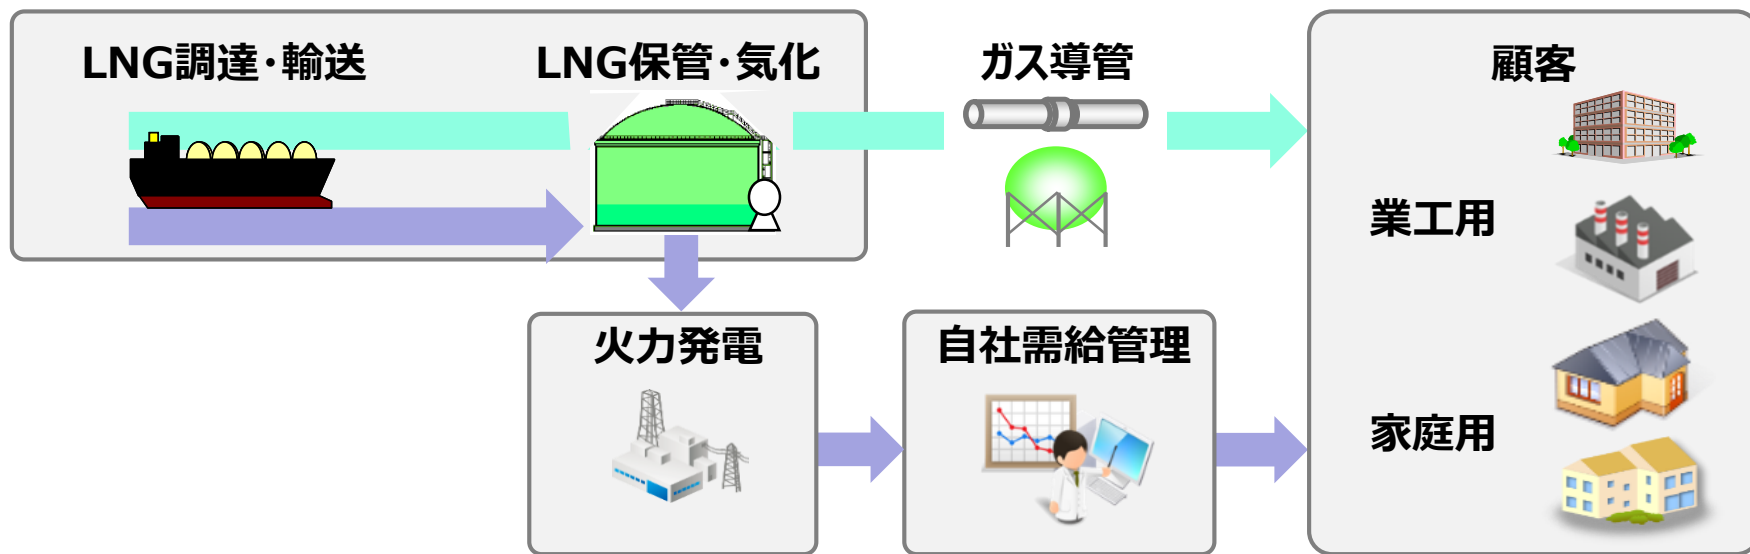 LNG調達・輸送
LNG保管・気化
ガス導管
顧客
業工用
火力発電
自社需給管理
家庭用